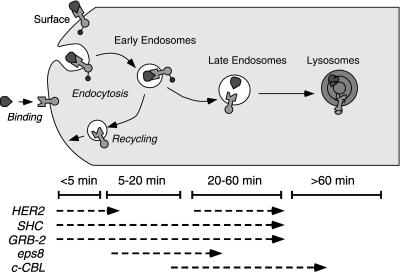 Surface
Early Endosomes
Late Endosomes
Lysosomes
Endocytosis
Binding
Recycling
<5 min
5-20 min
20-60 min
>60 min
HER2
SHC
GRB-2
eps8
c-CBL